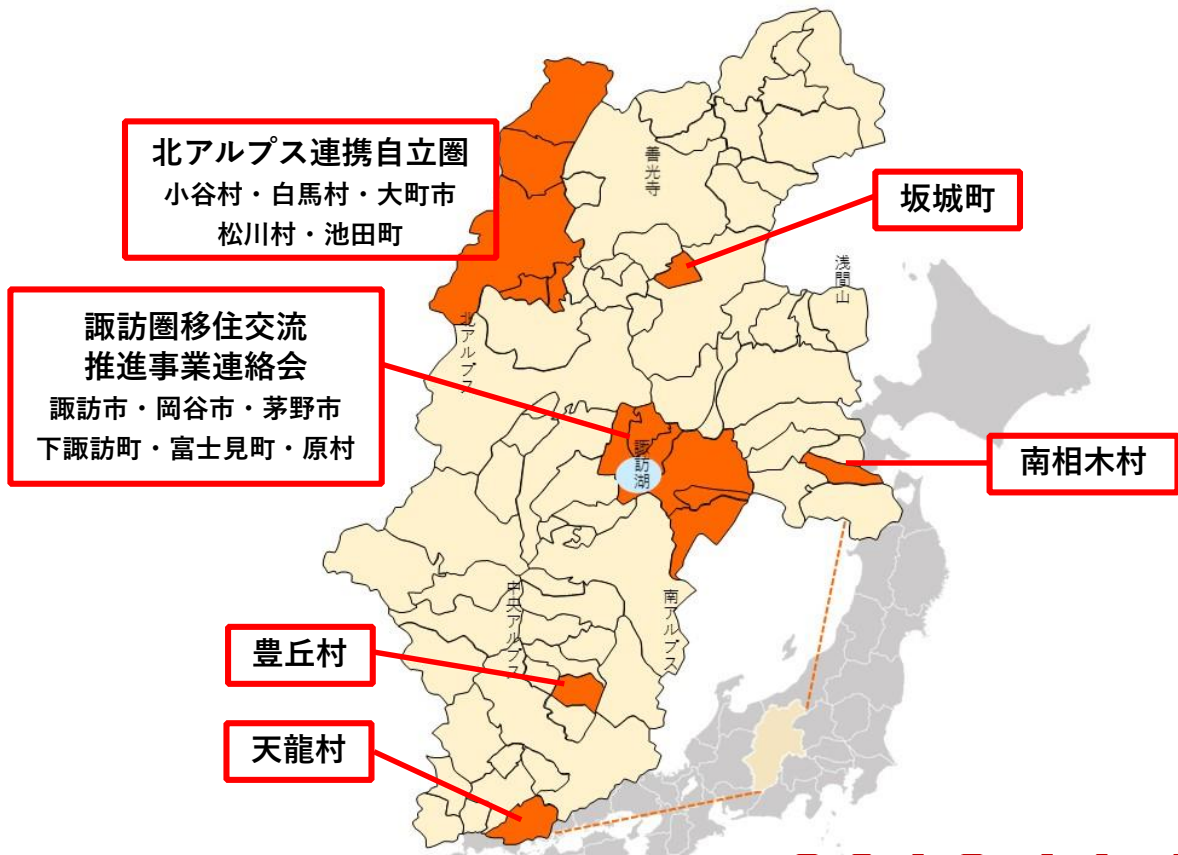 北アルプス連携自立圏
小谷村・白馬村・大町市
松川村・池田町
善光寺
坂城町
浅間山
諏訪圏移住交流
推進事業連絡会
諏訪市・岡谷市・茅野市
下諏訪町・富士見町・原村
北アルプス
諏訪湖
南相木村
中央アルプス
南アルプス
豊丘村
天龍村